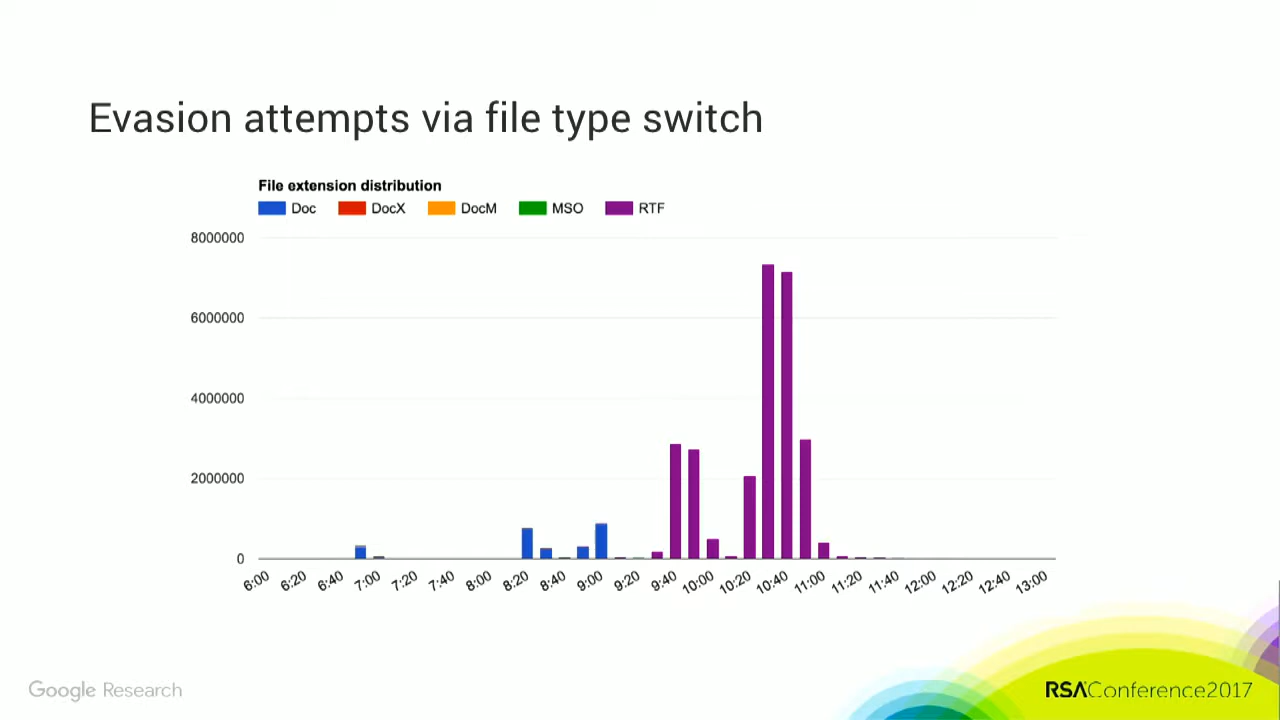 Evasion attempts via file type switch
File extension distribution
Doc DocX DocM MSO RTF
8000000
6000000
4000000
2000000
0
6:00 6:20 6:40 7:00 7:20 7:40 8:00 8:20 8:40 9:00 9:20 9:40 10:00 10:20 10:40 11:00 11:20 11:40 12:00 12:20 12:40 13:00
Google Research
RSAConference2017